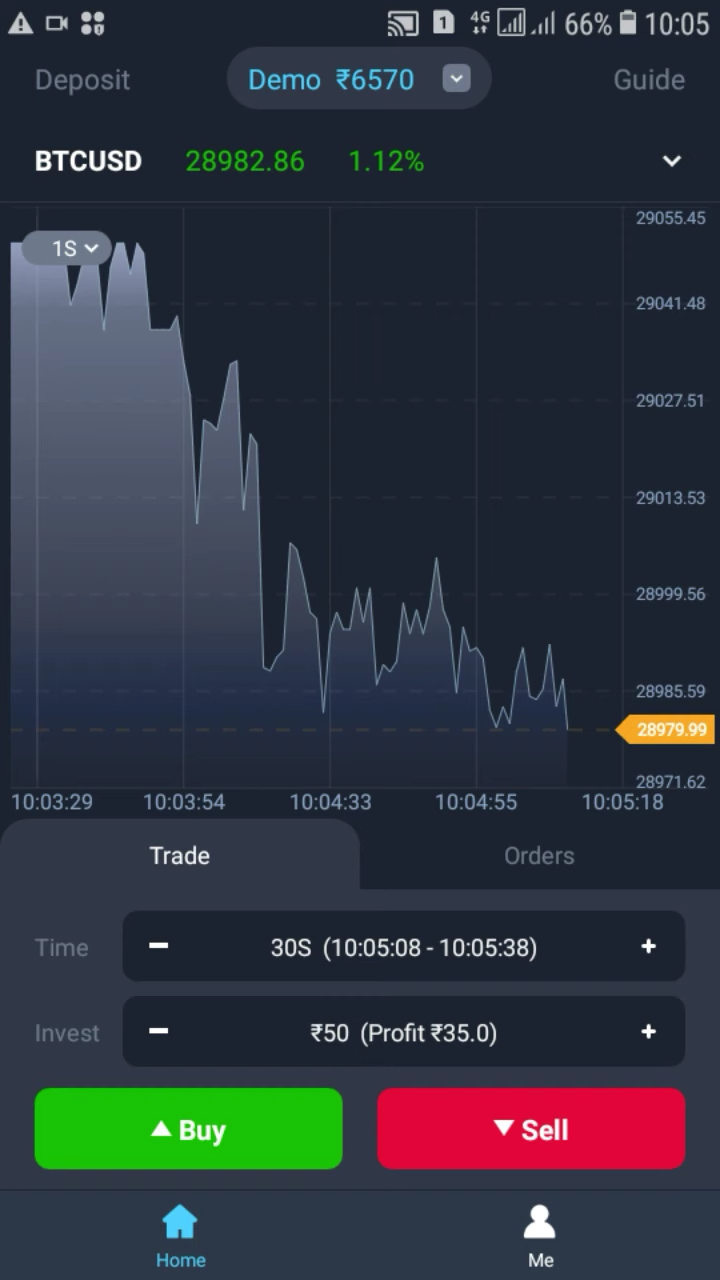 1 4G 66% 10:05
Deposit Demo ₹6570 Guide
BTCUSD 28982.86 1.12%
29055.45
1S
29041.48
29027.51
29013.53
28999.56
28985.59
28979.99
28971.62
10:03:29 10:03:54 10:04:33 10:04:55 10:05:18
Trade Orders
Time − 30S (10:05:08 - 10:05:38) +
Invest − ₹50 (Profit ₹35.0) +
Buy Sell
Home Me